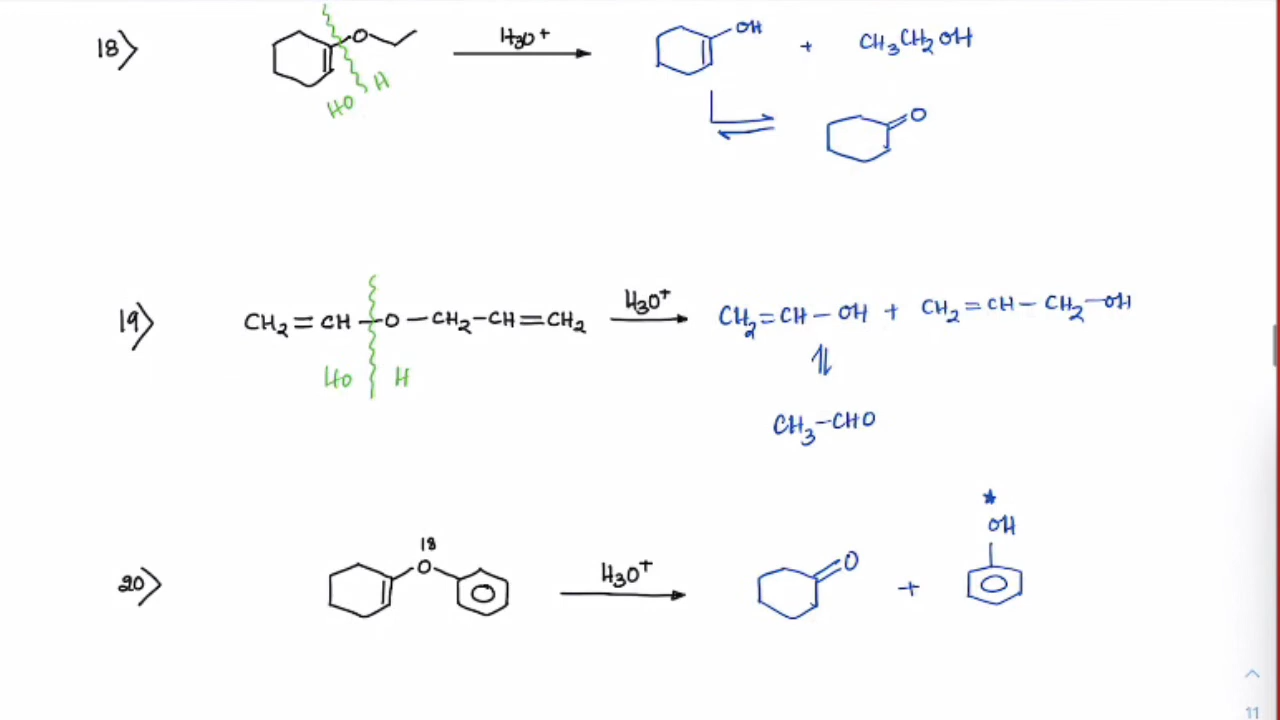 18) O H3O+ OH + CH3CH2OH
HO H
O
19) CH2=CH-O-CH2-CH=CH2 H3O+ CH2=CH-OH + CH2=CH-CH2-OH
HO H
CH3-CHO
20) 18 O H3O+ O + * OH
11